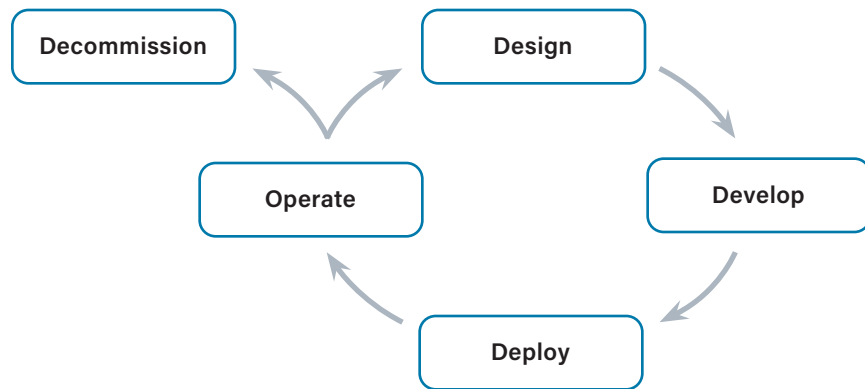 Decommission
Design
Operate
Develop
Deploy